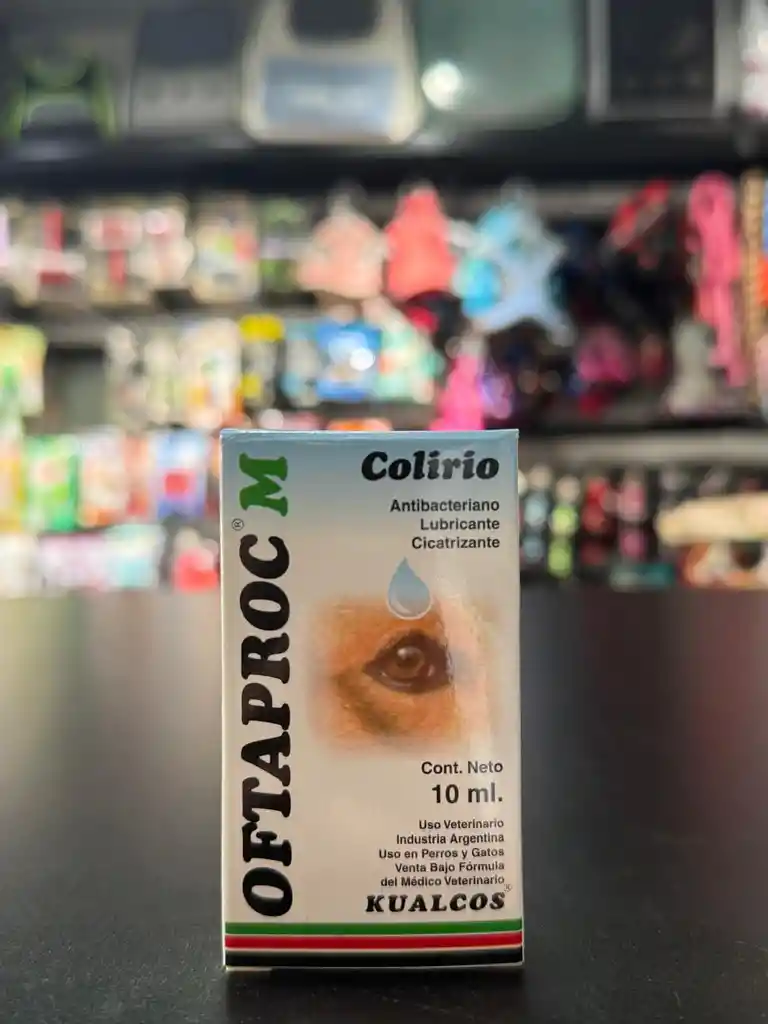 OFTAPROC® M
Colirio
Antibacteriano
Lubricante
Cicatrizante
Cont. Neto
10 ml.
Uso Veterinario
Industria Argentina
Uso en Perros y Gatos
Venta Bajo Fórmula
del Médico Veterinario
KUALCOS®